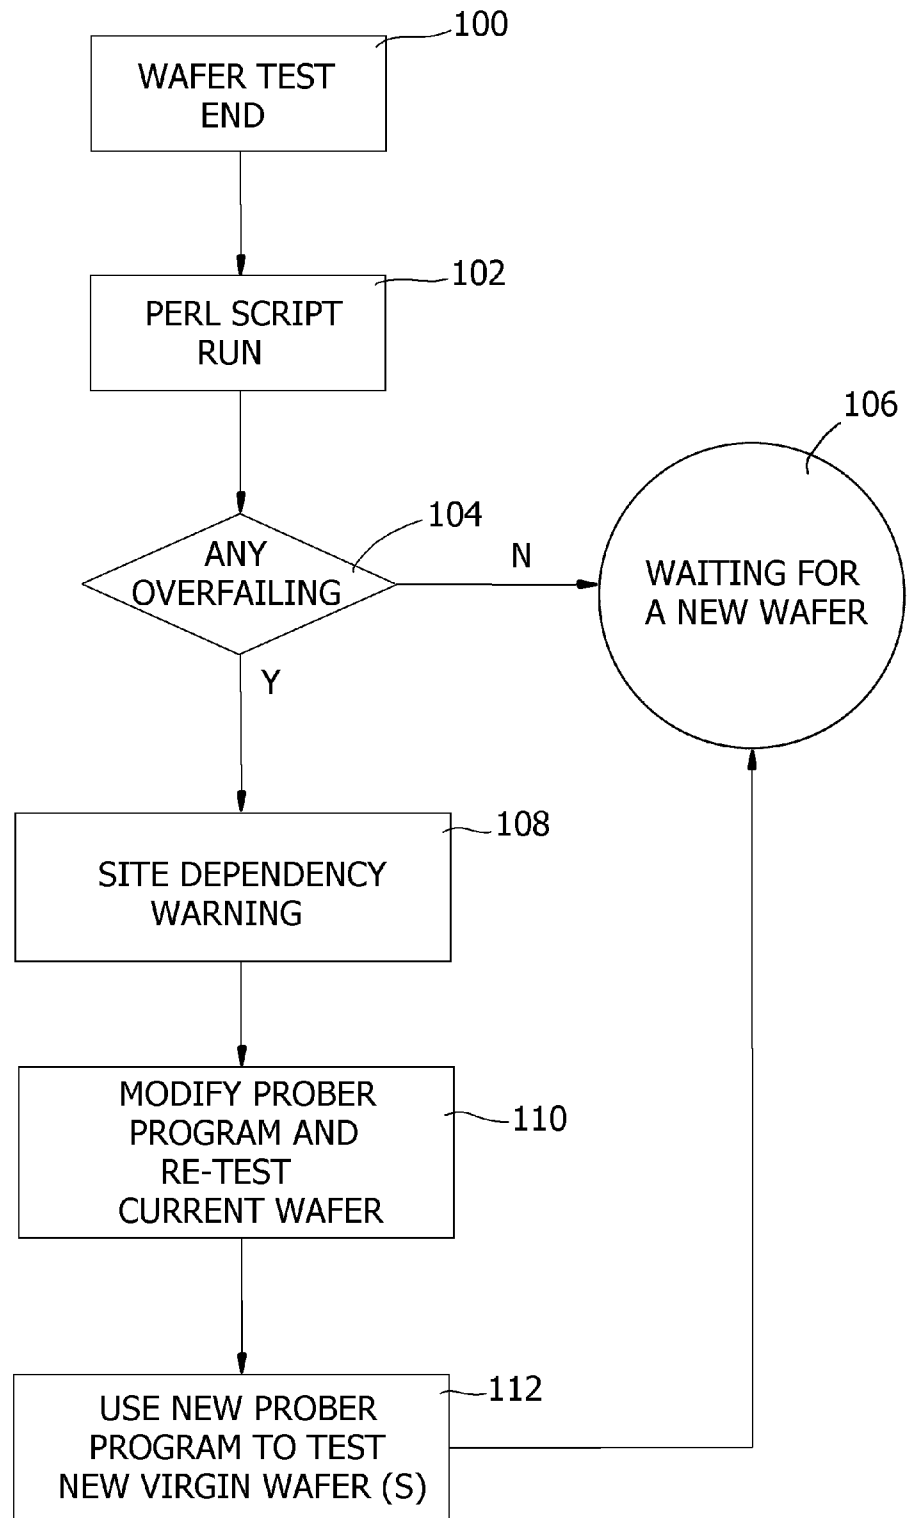 100
WAFER TEST
END
102
PERL SCRIPT
RUN
106
104
ANY
OVERFAILING
N
WAITING FOR
A NEW WAFER
Y
108
SITE DEPENDENCY
WARNING
MODIFY PROBER
PROGRAM AND
RE-TEST
CURRENT WAFER
110
112
USE NEW PROBER
PROGRAM TO TEST
NEW VIRGIN WAFER (S)